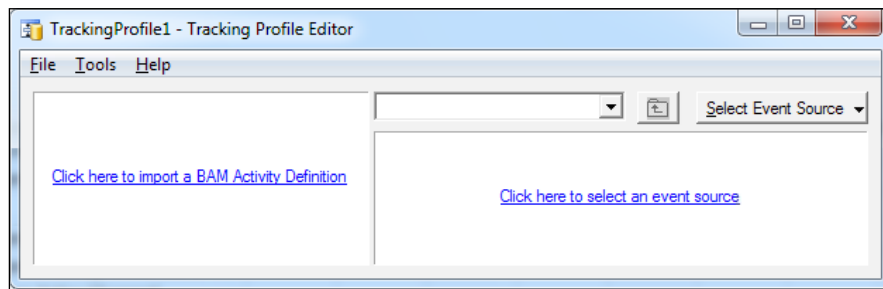 TrackingProfile1 - Tracking Profile Editor
File Tools Help
Select Event Source
Click here to import a BAM Activity Definition
Click here to select an event source